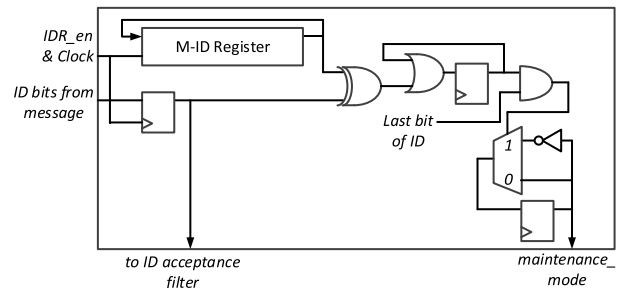 IDR_en
& Clock
M-ID Register
ID bits from
message
Last bit
of ID
1
0
to ID acceptance
filter
maintenance_
mode